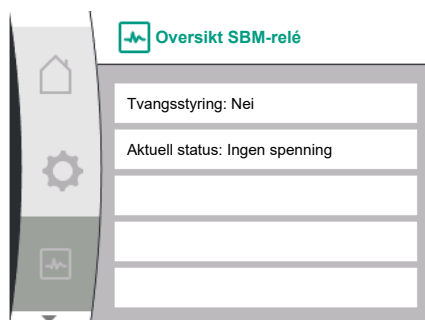 Oversikt SBM-relé
Tvangsstyring: Nei
Aktuell status: Ingen spenning